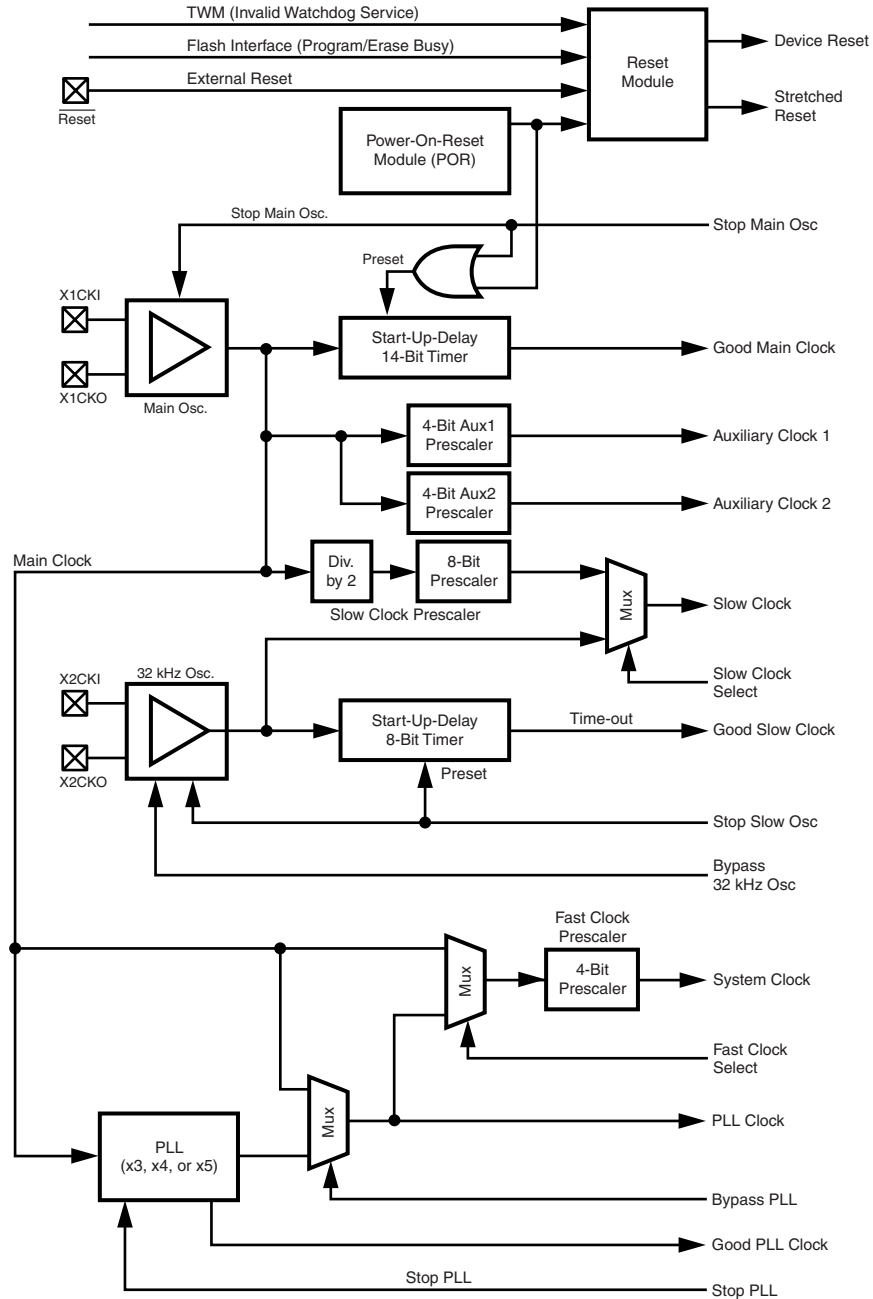 TWM (Invalid Watchdog Service)
Flash Interface (Program/Erase Busy)
External Reset
Reset
Reset
Module
Device Reset
Stretched
Reset
Power-On-Reset
Module (POR)
Stop Main Osc.
Stop Main Osc
Preset
X1CKI
X1CKO
Main Osc.
Start-Up-Delay
14-Bit Timer
Good Main Clock
4-Bit Aux1
Prescaler
Auxiliary Clock 1
4-Bit Aux2
Prescaler
Auxiliary Clock 2
Main Clock
Div.
by 2
8-Bit
Prescaler
Slow Clock Prescaler
Mux
Slow Clock
Slow Clock
Select
X2CKI
X2CKO
32 kHz Osc.
Start-Up-Delay
8-Bit Timer
Time-out
Good Slow Clock
Preset
Stop Slow Osc
Bypass
32 kHz Osc
Fast Clock
Prescaler
Mux
4-Bit
Prescaler
System Clock
Fast Clock
Select
Mux
PLL Clock
PLL
(x3, x4, or x5)
Bypass PLL
Good PLL Clock
Stop PLL
Stop PLL